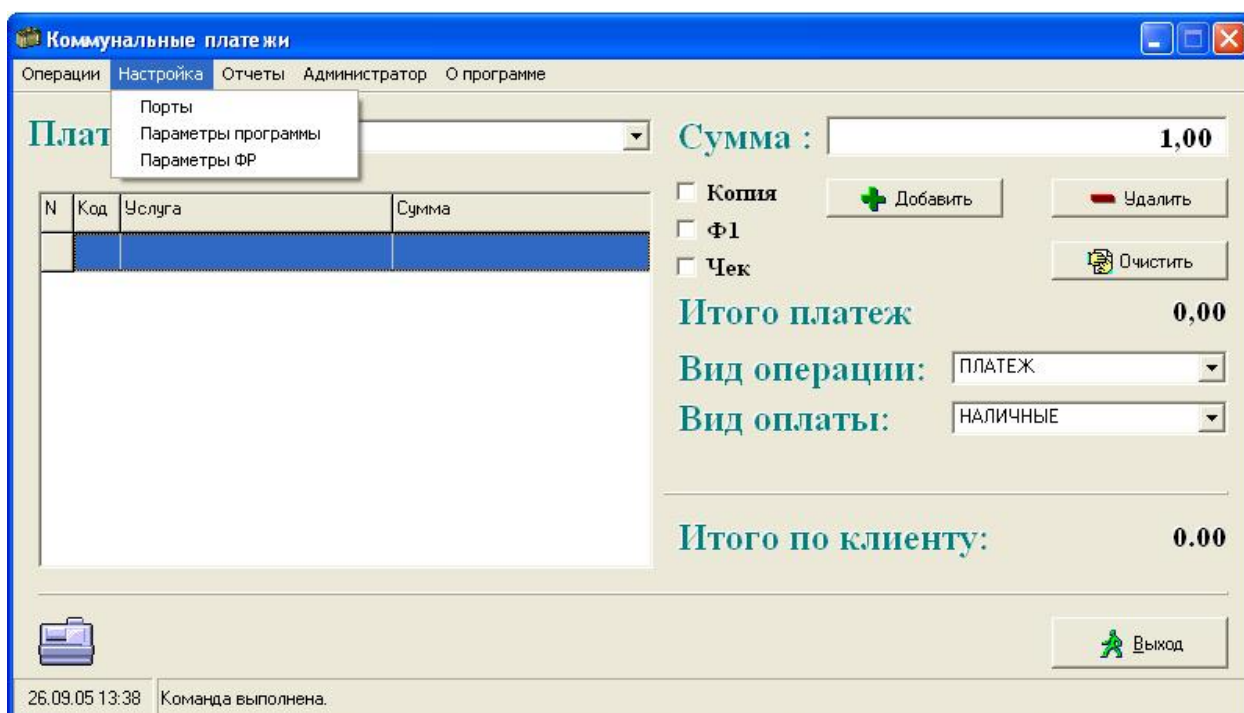 Коммунальные платежи
Операции Настройка Отчеты Администратор О программе
Порты
Параметры программы
Параметры ФР
Плат
Сумма : 1,00
Копия
Ф1
Чек
Добавить
Удалить
Очистить
N Код Услуга Сумма
Итого платеж 0,00
Вид операции: ПЛАТЕЖ
Вид оплаты: НАЛИЧНЫЕ
Итого по клиенту: 0.00
Выход
26.09.05 13:38 Команда выполнена.